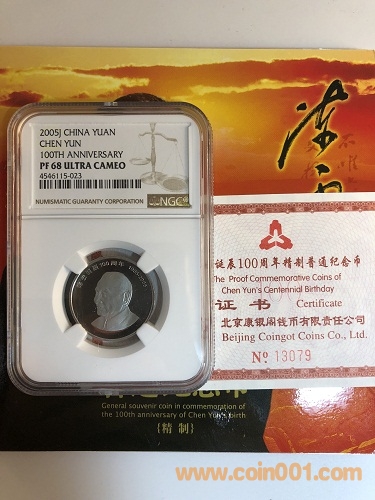 2005J CHINA YUAN
CHEN YUN
100TH ANNIVERSARY
PF 68 ULTRA CAMEO
4546115-023
NUMISMATIC GUARANTY CORPORATION
NGC
诞辰100周年精制普通纪念币
The Proof Commemorative Coins of
Chen Yun's Centennial Birthday
证书 Certificate
北京康银阁钱币有限责任公司
Beijing Coingot Coins Co., Ltd.
№ 13079
General souvenir coin in commemoration of
the 100th anniversary of Chen Yun's birth
{精制}
www.coin001.com